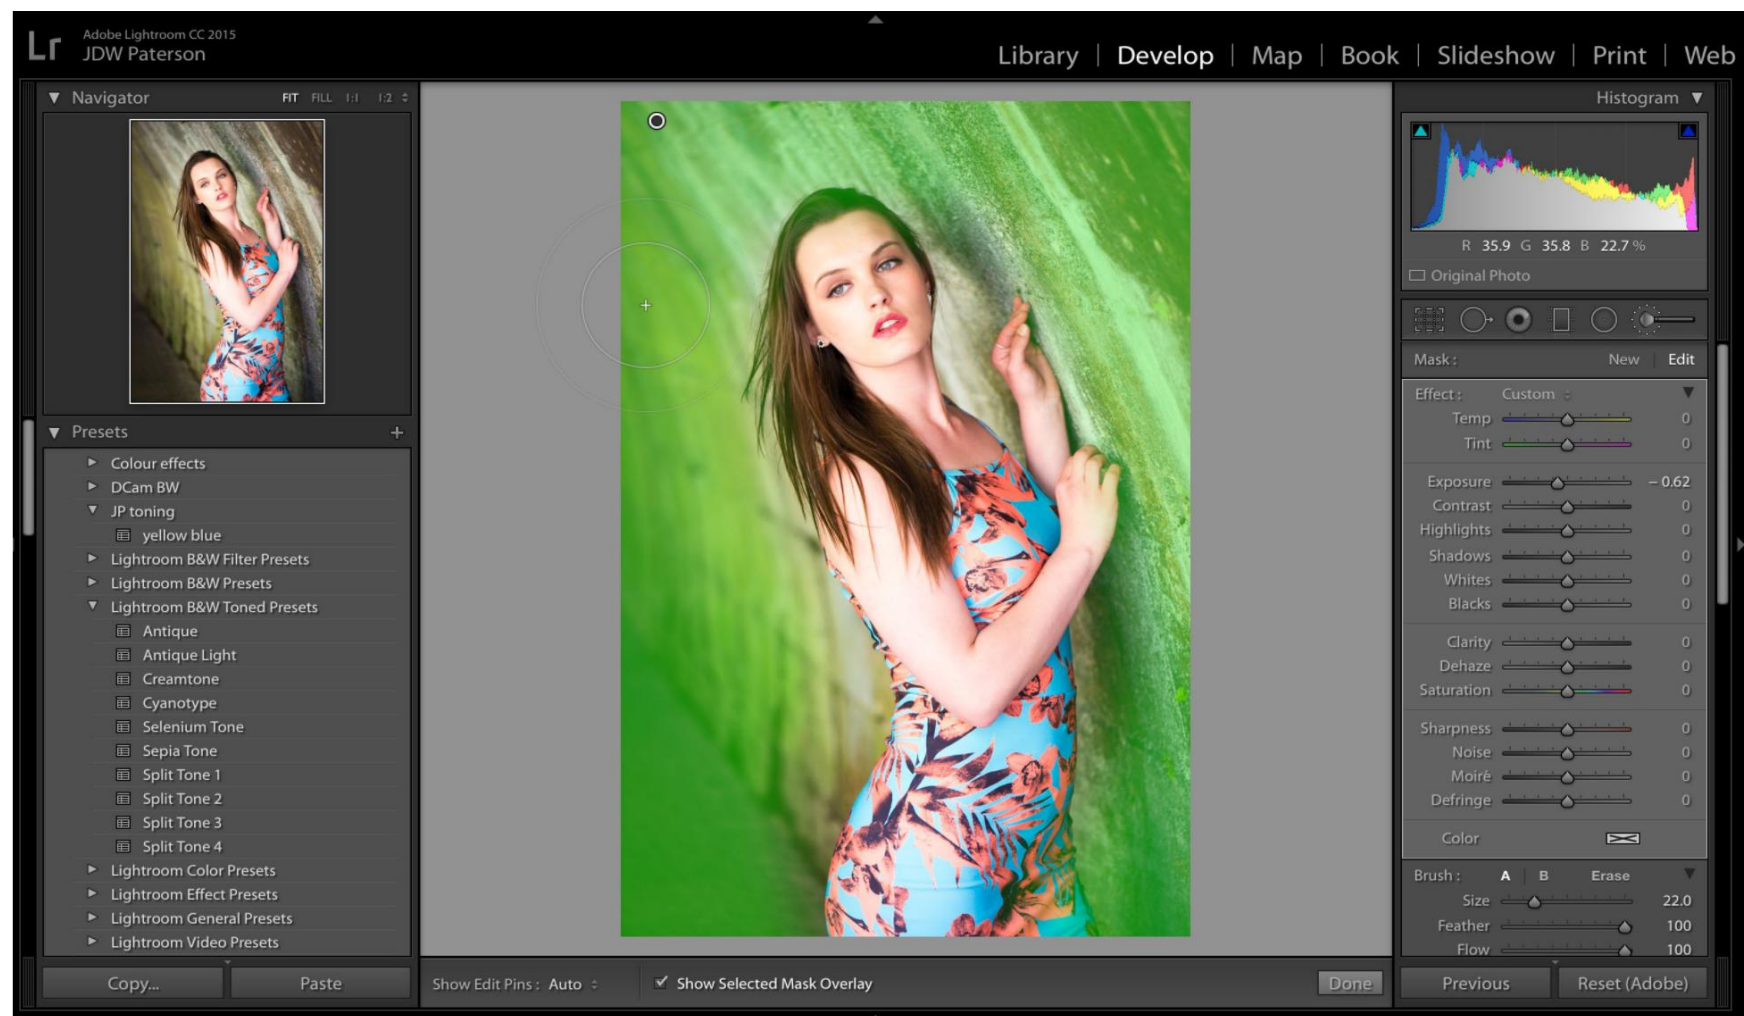 Lr
Adobe Lightroom CC 2015
JDW Paterson
Library | Develop | Map | Book | Slideshow | Print | Web
Navigator FIT FILL 1:1 1:2
Presets +
Colour effects
DCam BW
JP toning
yellow blue
Lightroom B&W Filter Presets
Lightroom B&W Presets
Lightroom B&W Toned Presets
Antique
Antique Light
Creamtone
Cyanotype
Selenium Tone
Sepia Tone
Split Tone 1
Split Tone 2
Split Tone 3
Split Tone 4
Lightroom Color Presets
Lightroom Effect Presets
Lightroom General Presets
Lightroom Video Presets
Copy... Paste
Show Edit Pins : Auto
Show Selected Mask Overlay
Done
Histogram
R 35.9 G 35.8 B 22.7 %
Original Photo
Mask : New Edit
Effect : Custom
Temp 0
Tint 0
Exposure – 0.62
Contrast 0
Highlights 0
Shadows 0
Whites 0
Blacks 0
Clarity 0
Dehaze 0
Saturation 0
Sharpness 0
Noise 0
Moiré 0
Defringe 0
Color
Brush : A B Erase
Size 22.0
Feather 100
Flow 100
Previous Reset (Adobe)